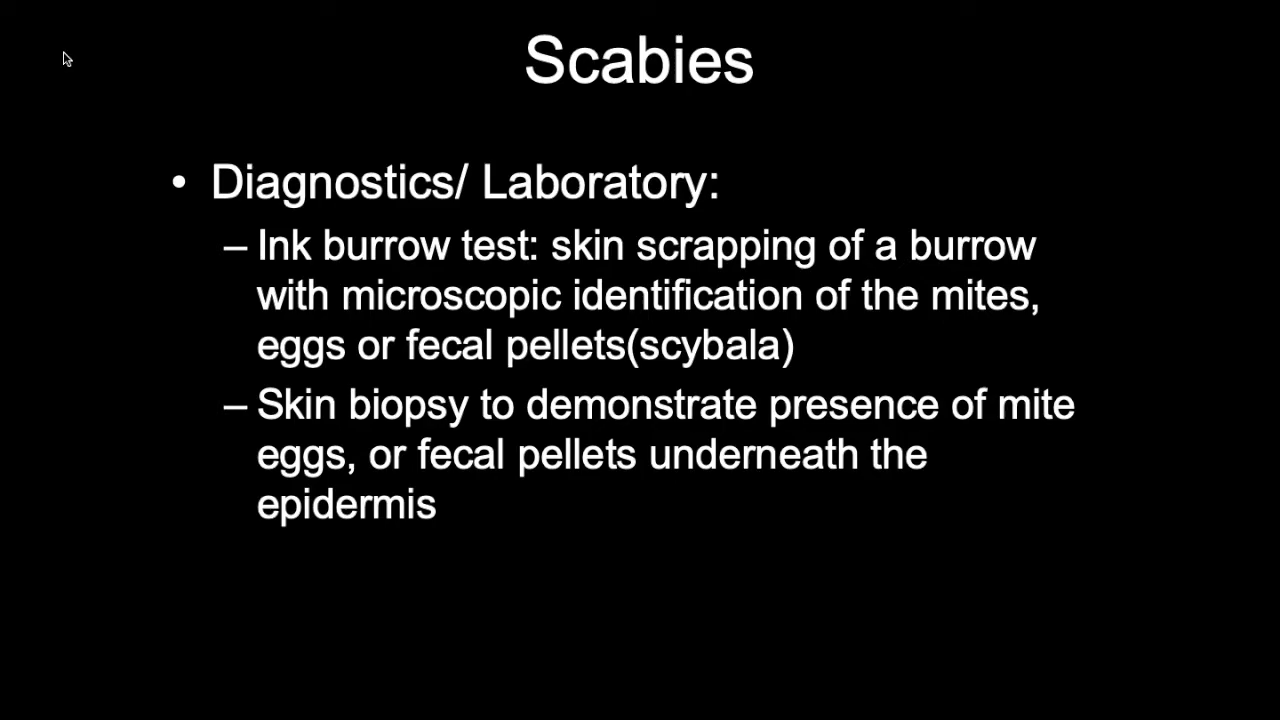 Scabies
• Diagnostics/ Laboratory:
– Ink burrow test: skin scrapping of a burrow
with microscopic identification of the mites,
eggs or fecal pellets(scybala)
– Skin biopsy to demonstrate presence of mite
eggs, or fecal pellets underneath the
epidermis